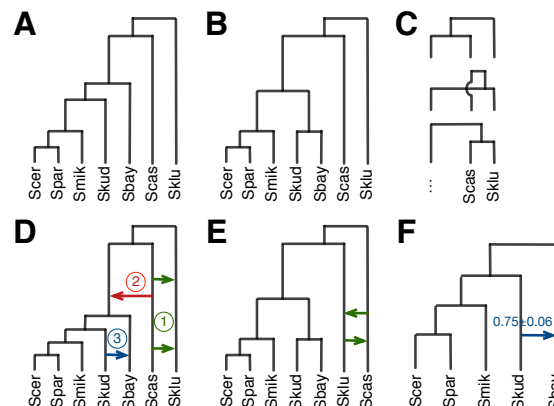 A
B
C
Scer
Spar
Smik
Skud
Sbay
Scas
Sklu
Scer
Spar
Smik
Skud
Sbay
Scas
Sklu
...
Scas
Sklu
D
E
F
2
1
3
0.75±0.06
Scer
Spar
Smik
Skud
Sbay
Scas
Sklu
Scer
Spar
Smik
Skud
Sbay
Sklu
Scas
Scer
Spar
Smik
Skud
Sbay